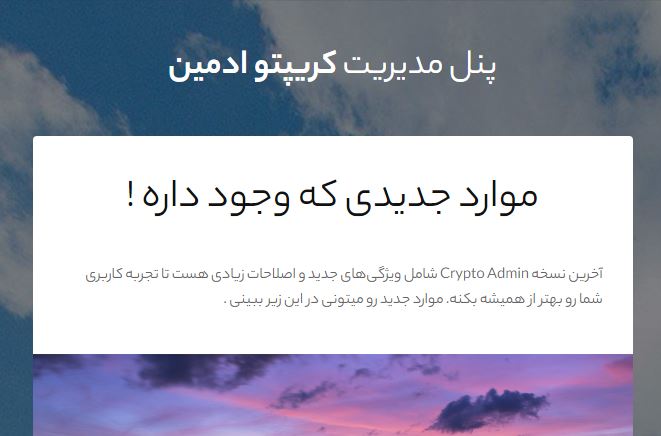 پنل مدیریت کریپتو ادمین
موارد جدیدی که وجود داره !
آخرین نسخه Crypto Admin شامل ویژگی‌های جدید و اصلاحات زیادی هست تا تجربه کاربری
شما رو بهتر از همیشه بکنه. موارد جدید رو میتونی در این زیر ببینی .